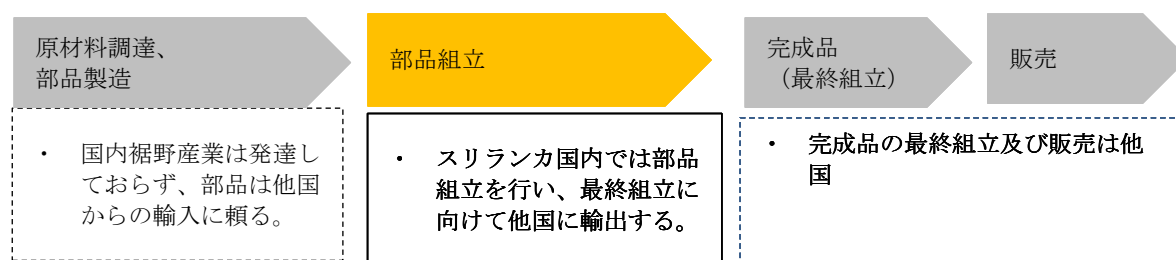 原材料調達、
部品製造
部品組立
完成品
（最終組立）
販売
・ 国内裾野産業は発達し
ておらず、部品は他国
からの輸入に頼る。
・ スリランカ国内では部品
組立を行い、最終組立に
向けて他国に輸出する。
・ 完成品の最終組立及び販売は他
国